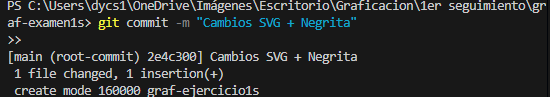 PS C:\Users\dycs1\OneDrive\Imágenes\Escritorio\Graficacion\1er seguimiento\gr
af-examen1s> git commit -m "Cambios SVG + Negrita"
>>
[main (root-commit) 2e4c300] Cambios SVG + Negrita
 1 file changed, 1 insertion(+)
 create mode 160000 graf-ejercicio1s